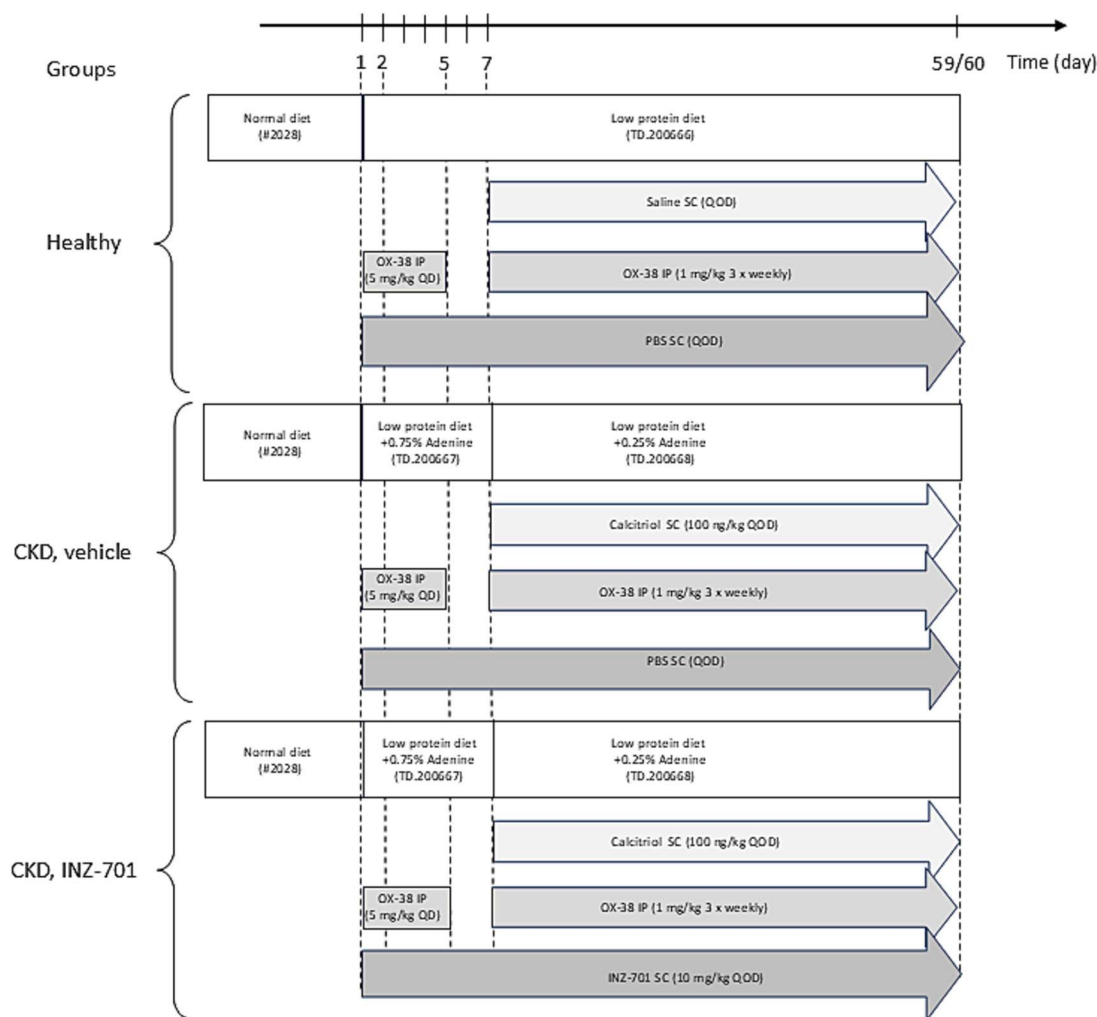 Groups
1 2 5 7 59/60 Time (day)
Healthy
Normal diet
(#2028)
Low protein diet
(TD.200666)
Saline SC (QOD)
OX-38 IP
(5 mg/kg QD)
OX-38 IP (1 mg/kg 3 x weekly)
PBS SC (QOD)
CKD, vehicle
Normal diet
(#2028)
Low protein diet
+0.75% Adenine
(TD.200667)
Low protein diet
+0.25% Adenine
(TD.200668)
Calcitriol SC (100 ng/kg QOD)
OX-38 IP
(5 mg/kg QD)
OX-38 IP (1 mg/kg 3 x weekly)
PBS SC (QOD)
CKD, INZ-701
Normal diet
(#2028)
Low protein diet
+0.75% Adenine
(TD.200667)
Low protein diet
+0.25% Adenine
(TD.200668)
Calcitriol SC (100 ng/kg QOD)
OX-38 IP
(5 mg/kg QD)
OX-38 IP (1 mg/kg 3 x weekly)
INZ-701 SC (10 mg/kg QOD)